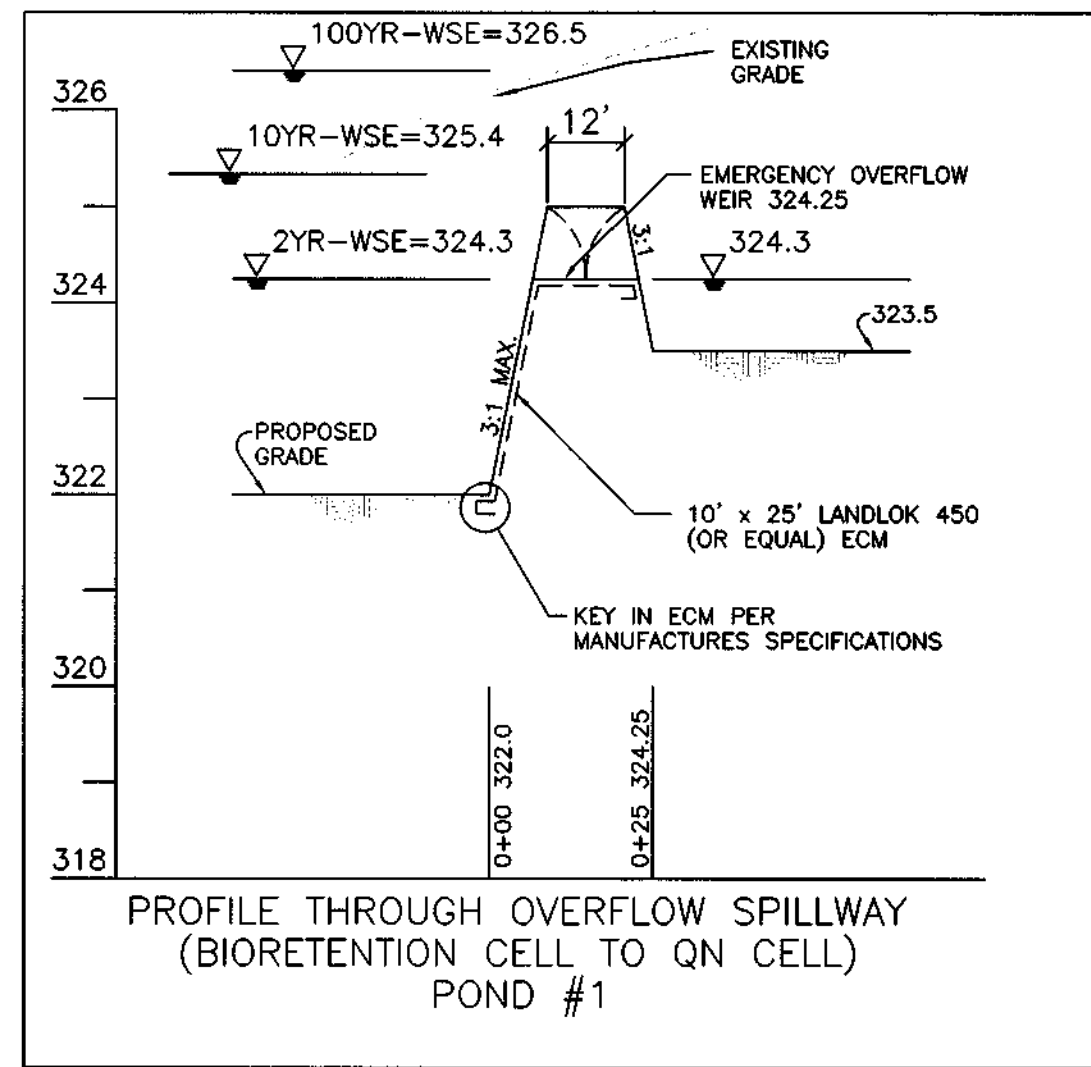 100YR-WSE=326.5
EXISTING
GRADE
326
10YR-WSE=325.4
12'
EMERGENCY OVERFLOW
WEIR 324.25
2YR-WSE=324.3
3:1
324.3
324
323.5
3:1 MAX.
PROPOSED
GRADE
322
10' x 25' LANDLOK 450
(OR EQUAL) ECM
KEY IN ECM PER
MANUFACTURES SPECIFICATIONS
320
0+00 322.0
0+25 324.25
318
PROFILE THROUGH OVERFLOW SPILLWAY
(BIORETENTION CELL TO QN CELL)
POND #1